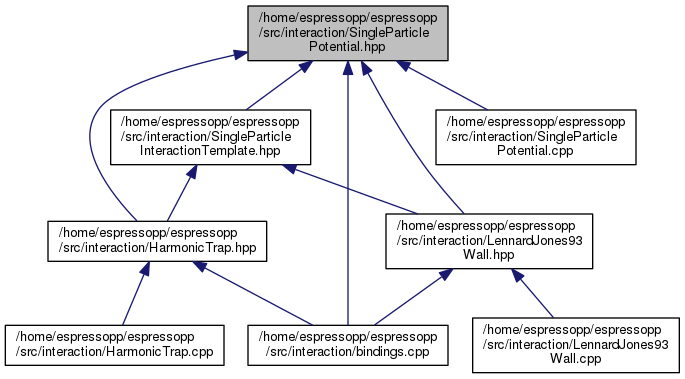 /home/espressopp/espressopp
/src/interaction/SingleParticle
Potential.hpp
/home/espressopp/espressopp
/src/interaction/SingleParticle
InteractionTemplate.hpp
/home/espressopp/espressopp
/src/interaction/SingleParticle
Potential.cpp
/home/espressopp/espressopp
/src/interaction/HarmonicTrap.hpp
/home/espressopp/espressopp
/src/interaction/LennardJones93
Wall.hpp
/home/espressopp/espressopp
/src/interaction/HarmonicTrap.cpp
/home/espressopp/espressopp
/src/interaction/bindings.cpp
/home/espressopp/espressopp
/src/interaction/LennardJones93
Wall.cpp